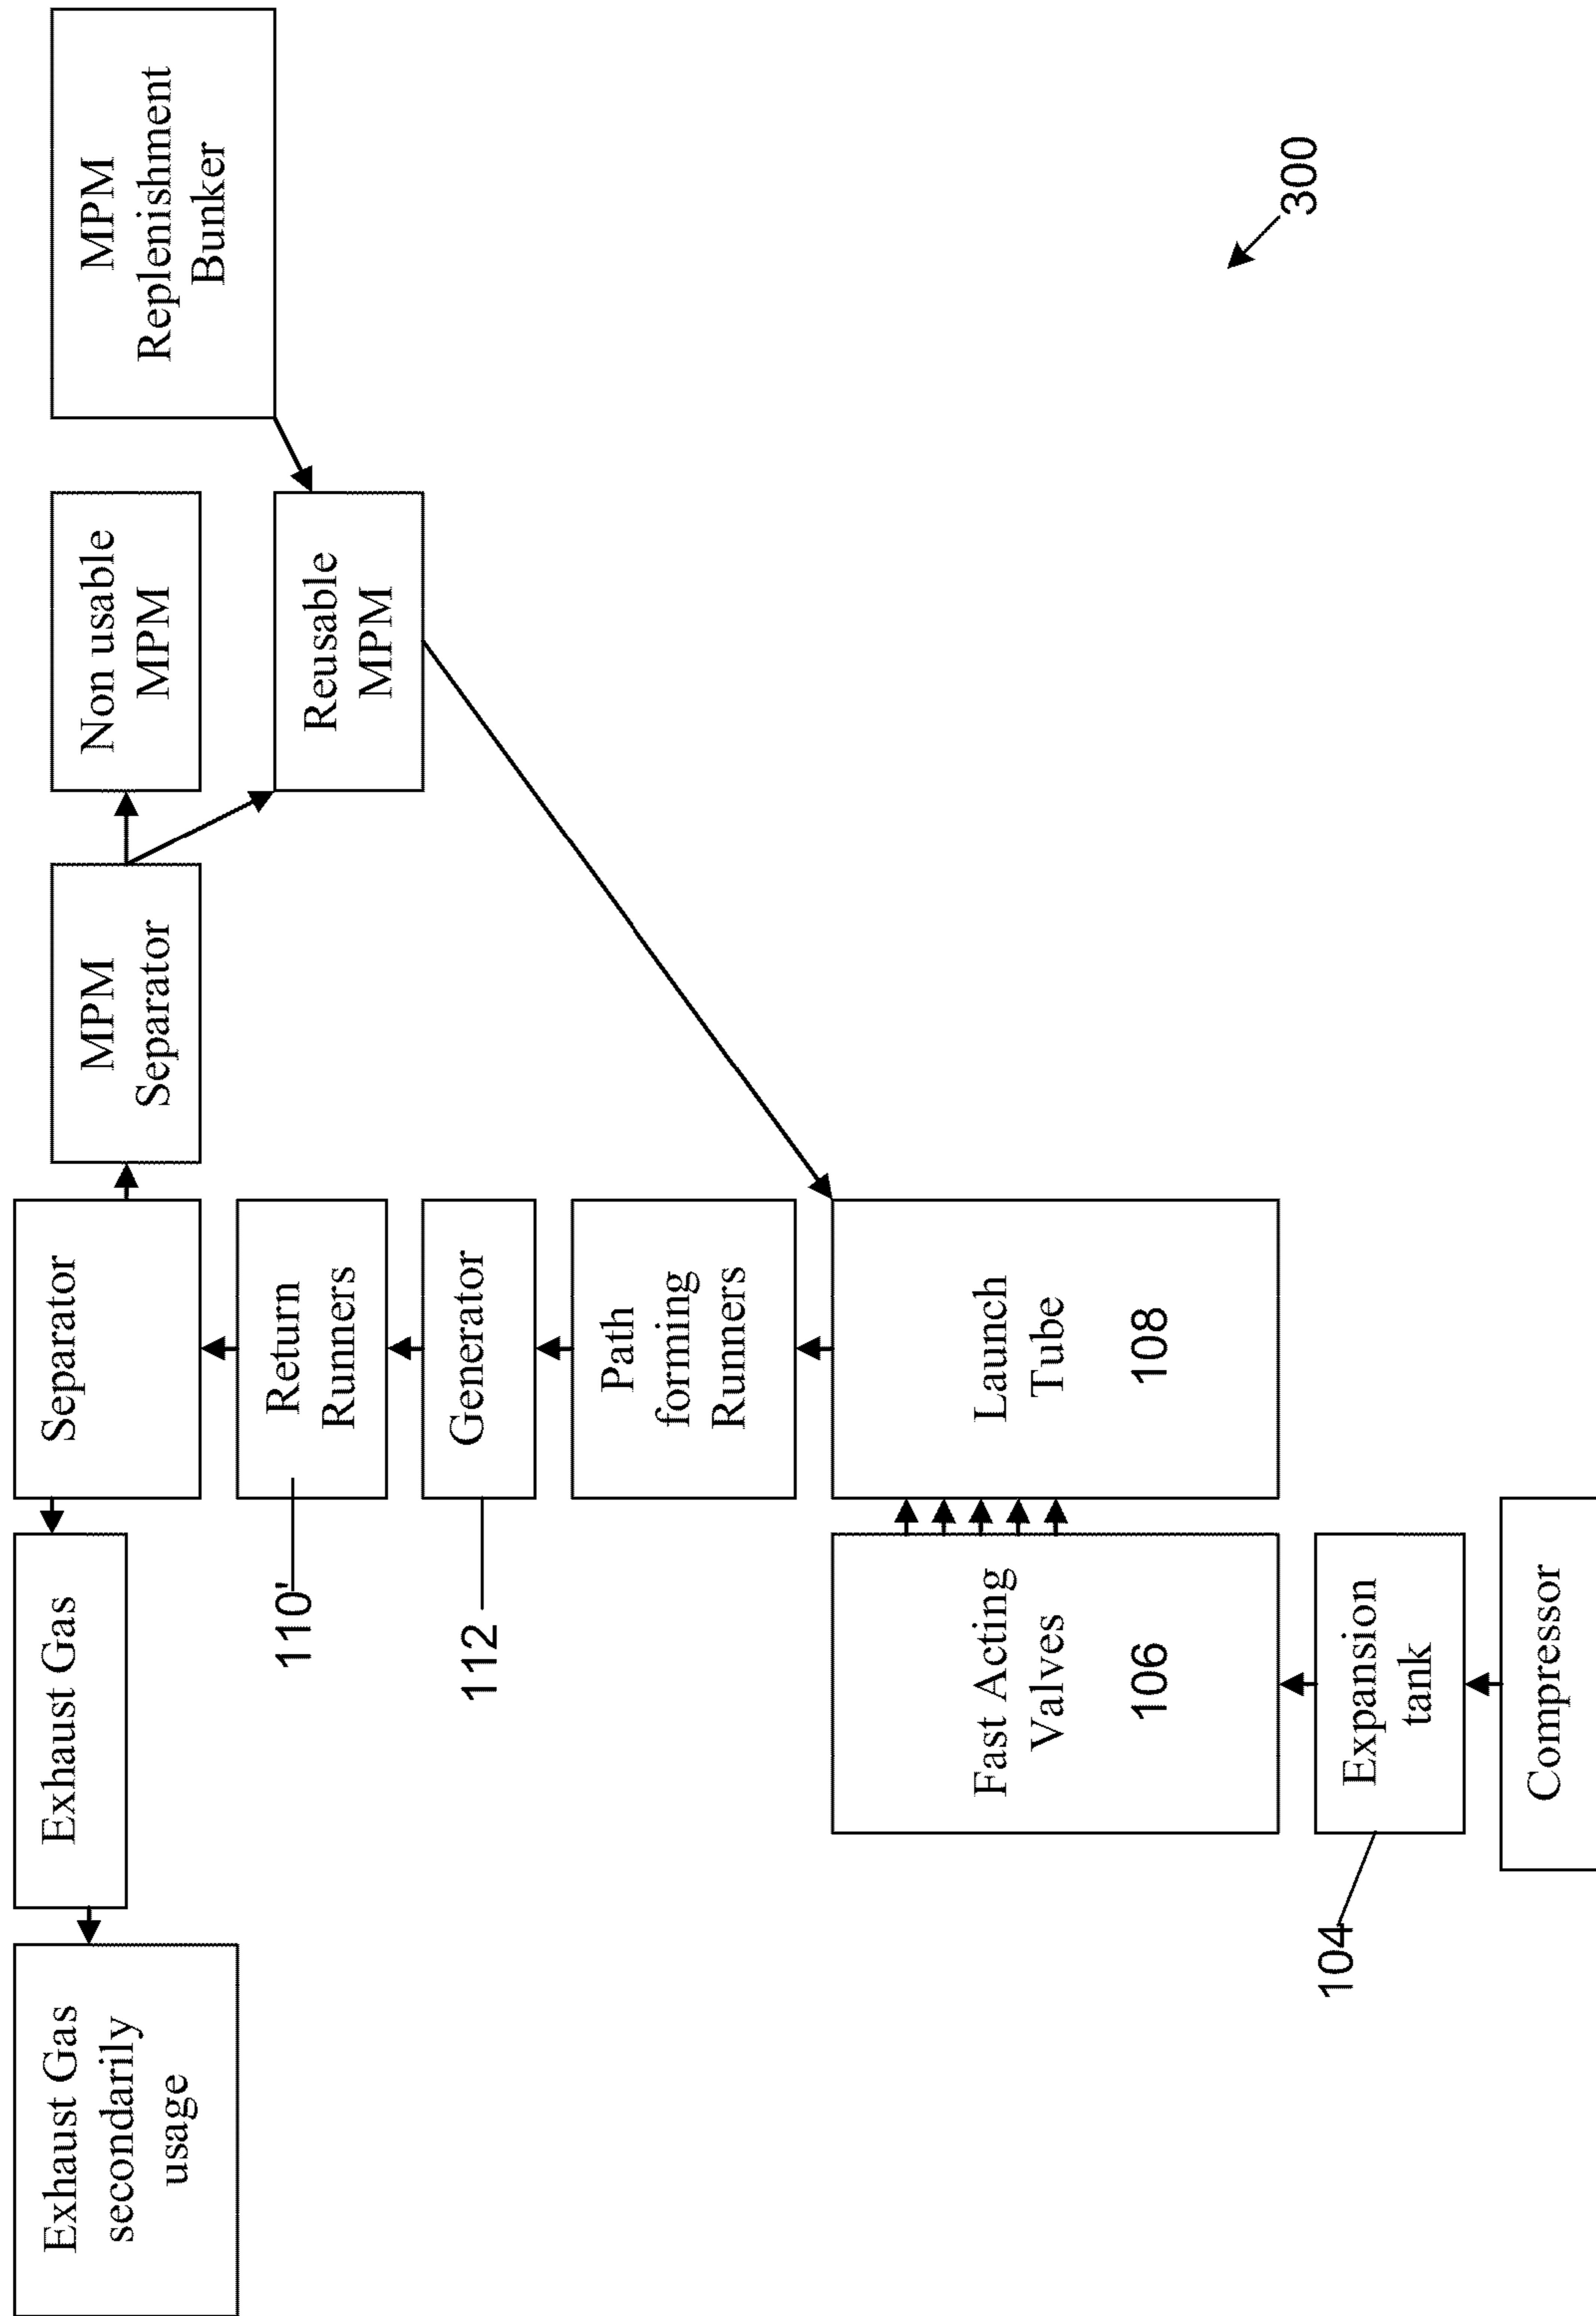 Exhaust Gas
secondarily
usage
Exhaust Gas
Separator
MPM
Separator
Non usable
MPM
MPM
Replenishment
Bunker
110'
Return
Runners
Reusable
MPM
112
Generator
Path
forming
Runners
Fast Acting
Valves
106
Launch
Tube
108
300
104
Expansion
tank
Compressor